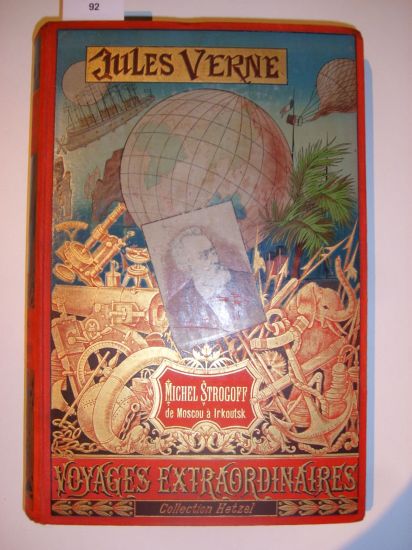 92
JULES VERNE
MICHEL STROGOFF
de Moscou à Irkoutsk
VOYAGES EXTRAORDINAIRES
Collection Hetzel